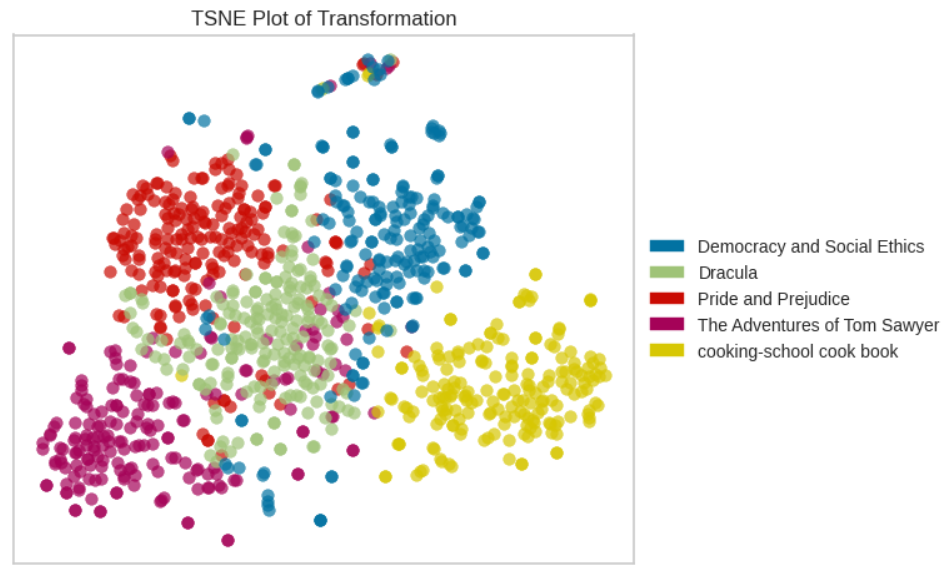 TSNE Plot of Transformation
Democracy and Social Ethics
Dracula
Pride and Prejudice
The Adventures of Tom Sawyer
cooking-school cook book